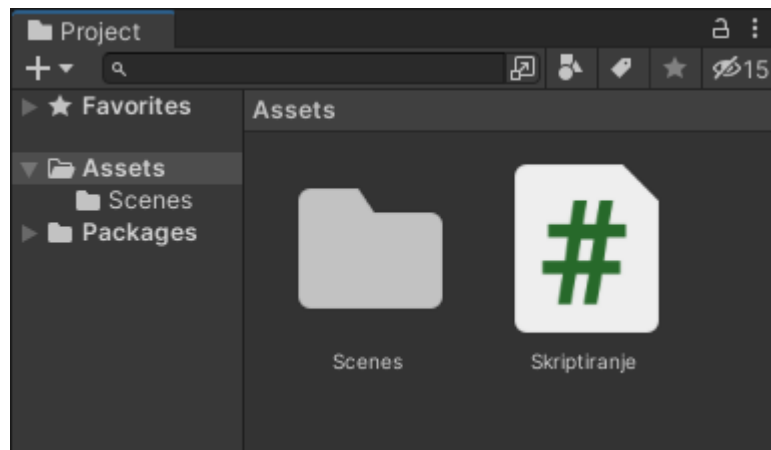 Project
15
Favorites
Assets
Assets
Scenes
Packages
#
Scenes
Skriptiranje